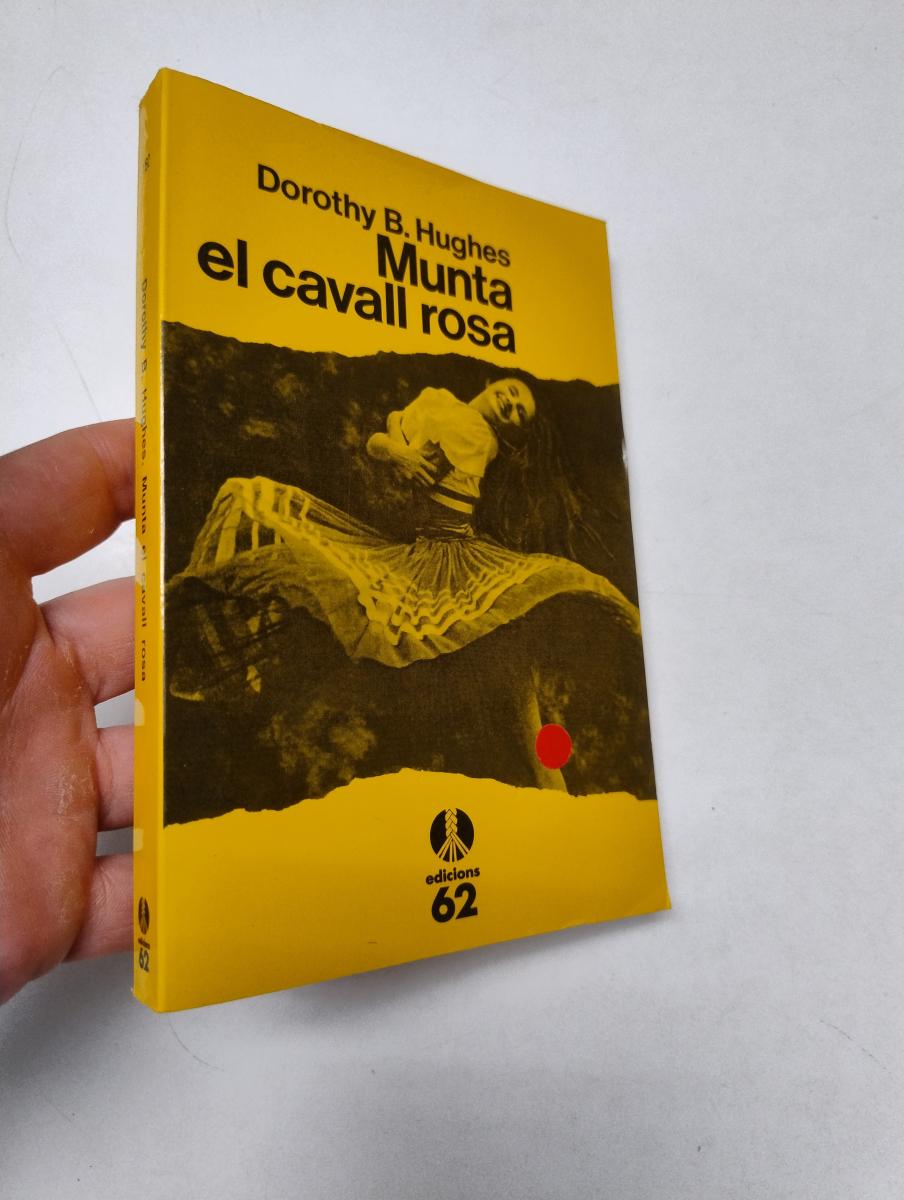 Dorothy B. Hughes
Munta
el cavall rosa
edicions
62
Dorothy B. Hughes. Munta el cavall rosa
edicions
62